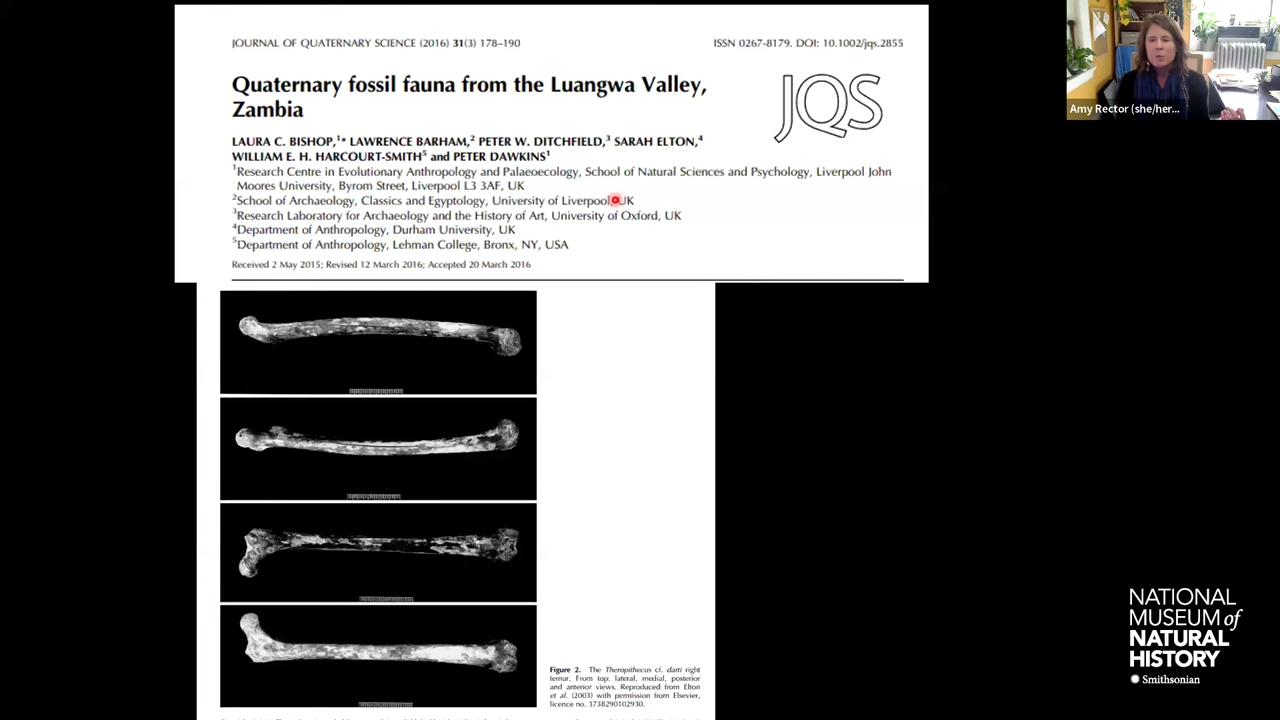 JOURNAL OF QUATERNARY SCIENCE (2016) 31(3) 178–190
ISSN 0267-8179. DOI: 10.1002/jqs.2855
Quaternary fossil fauna from the Luangwa Valley,
Zambia
JQS
LAURA C. BISHOP,¹* LAWRENCE BARHAM,² PETER W. DITCHFIELD,³ SARAH ELTON,⁴
WILLIAM E. H. HARCOURT-SMITH⁵ and PETER DAWKINS¹
¹Research Centre in Evolutionary Anthropology and Palaeoecology, School of Natural Sciences and Psychology, Liverpool John
Moores University, Byrom Street, Liverpool L3 3AF, UK
²School of Archaeology, Classics and Egyptology, University of Liverpool, UK
³Research Laboratory for Archaeology and the History of Art, University of Oxford, UK
⁴Department of Anthropology, Durham University, UK
⁵Department of Anthropology, Lehman College, Bronx, NY, USA
Received 2 May 2015; Revised 12 March 2016; Accepted 20 March 2016
Figure 2. The Theropithecus cf. darti right
femur. From top: lateral, medial, posterior
and anterior views. Reproduced from Elton
et al. (2003) with permission from Elsevier,
licence no. 3738290102930.
Amy Rector (she/her...
NATIONAL
MUSEUM of
NATURAL
HISTORY
Smithsonian